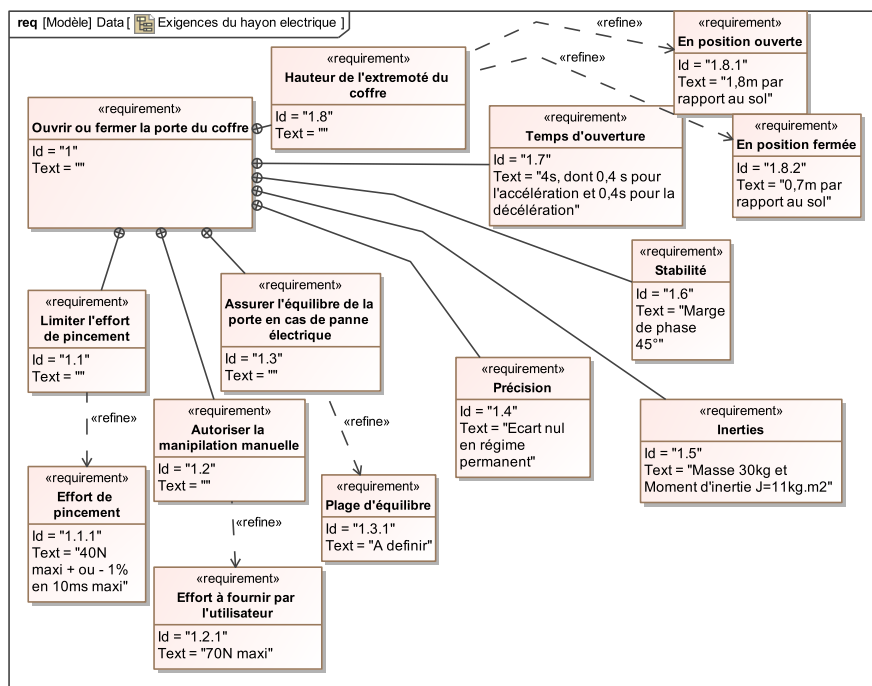 req [Modèle] Data [ Exigences du hayon electrique ]
«requirement»
Ouvrir ou fermer la porte du coffre
Id = "1"
Text = ""
«requirement»
Hauteur de l'extremoté du
coffre
Id = "1.8"
Text = ""
«refine»
«refine»
«requirement»
En position ouverte
Id = "1.8.1"
Text = "1,8m par
rapport au sol"
«requirement»
En position fermée
Id = "1.8.2"
Text = "0,7m par
rapport au sol"
«requirement»
Temps d'ouverture
Id = "1.7"
Text = "4s, dont 0,4 s pour
l'accélération et 0,4s pour la
décélération"
«requirement»
Stabilité
Id = "1.6"
Text = "Marge
de phase
45°"
«requirement»
Limiter l'effort
de pincement
Id = "1.1"
Text = ""
«requirement»
Assurer l'équilibre de la
porte en cas de panne
électrique
Id = "1.3"
Text = ""
«requirement»
Précision
Id = "1.4"
Text = "Ecart nul
en régime
permanent"
«requirement»
Inerties
Id = "1.5"
Text = "Masse 30kg et
Moment d'inertie J=11kg.m2"
«refine»
«requirement»
Autoriser la
manipilation manuelle
Id = "1.2"
Text = ""
«refine»
«requirement»
Effort de
pincement
Id = "1.1.1"
Text = "40N
maxi + ou - 1%
en 10ms maxi"
«refine»
«requirement»
Plage d'équilibre
Id = "1.3.1"
Text = "A definir"
«requirement»
Effort à fournir par
l'utilisateur
Id = "1.2.1"
Text = "70N maxi"